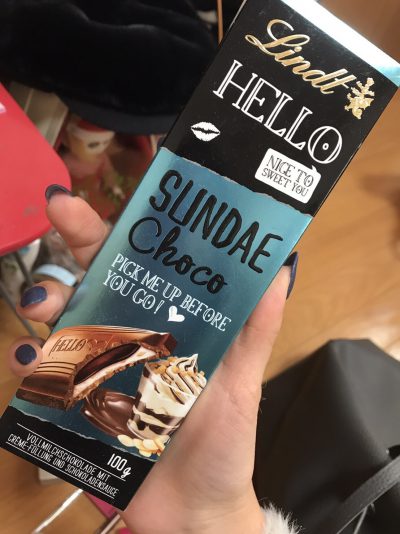 Lindt
HELLO
NICE TO
SWEET YOU
SUNDAE
Choco
PICK ME UP BEFORE
YOU GO!
HELLO
VOLLMILCHSCHOKOLADE MIT
CRÈME-FÜLLUNG UND SCHOKOLADENSAUCE
100g